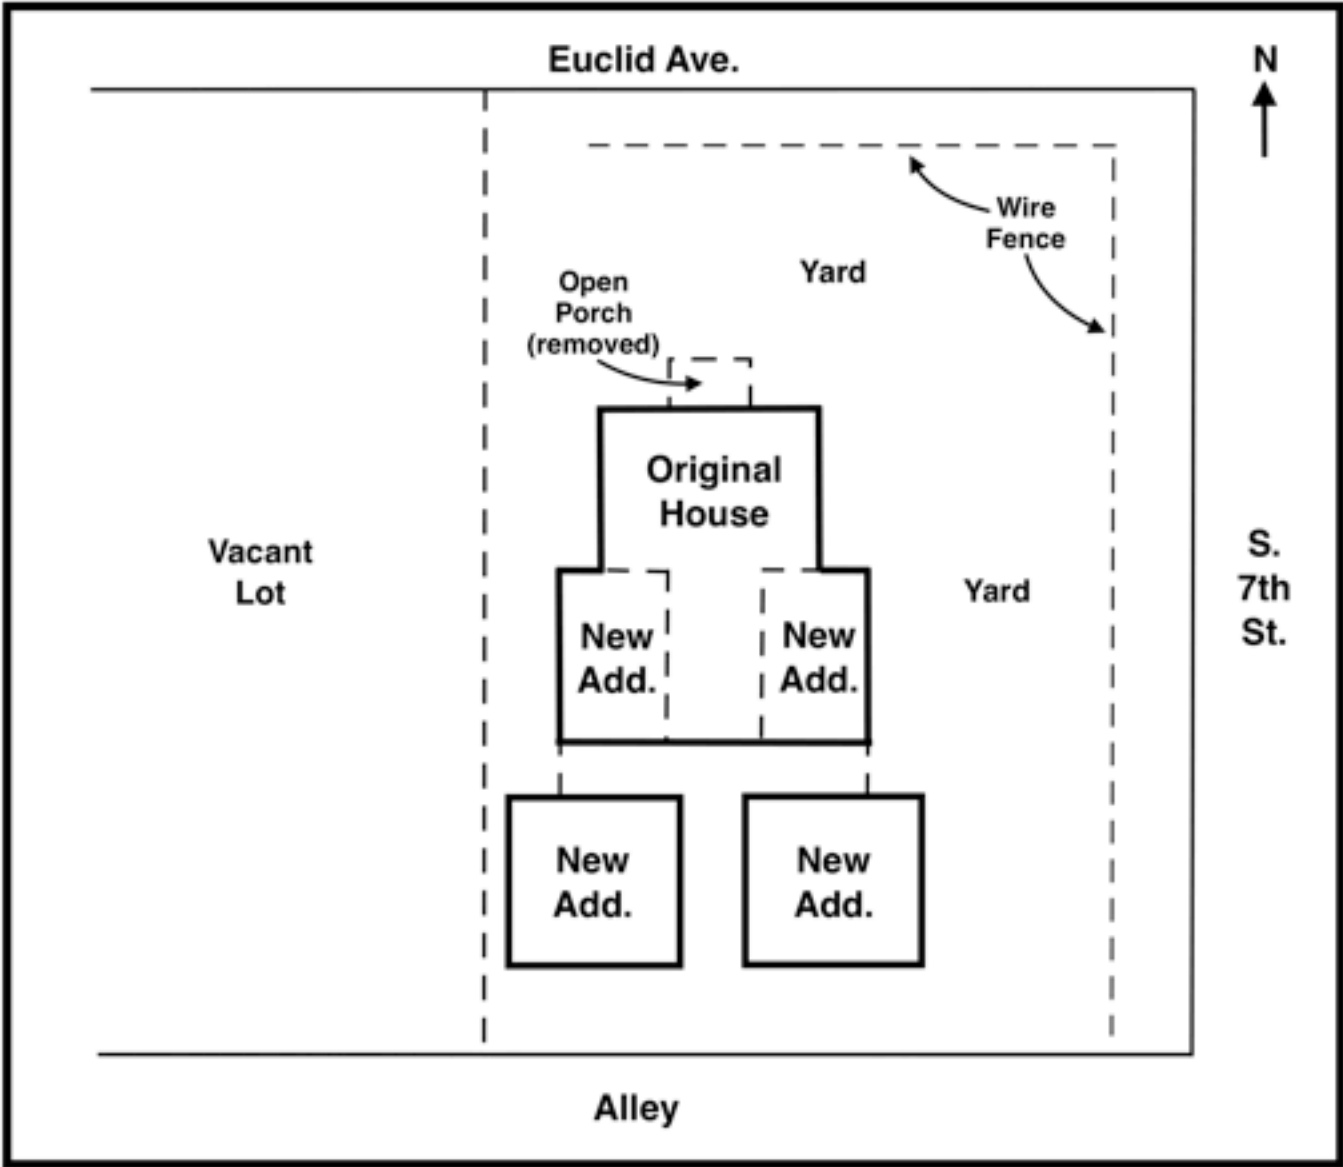 Euclid Ave.
N
Wire
Fence
Yard
Open
Porch
(removed)
Original
House
Vacant
Lot
Yard
S.
7th
St.
New
Add.
New
Add.
New
Add.
New
Add.
Alley